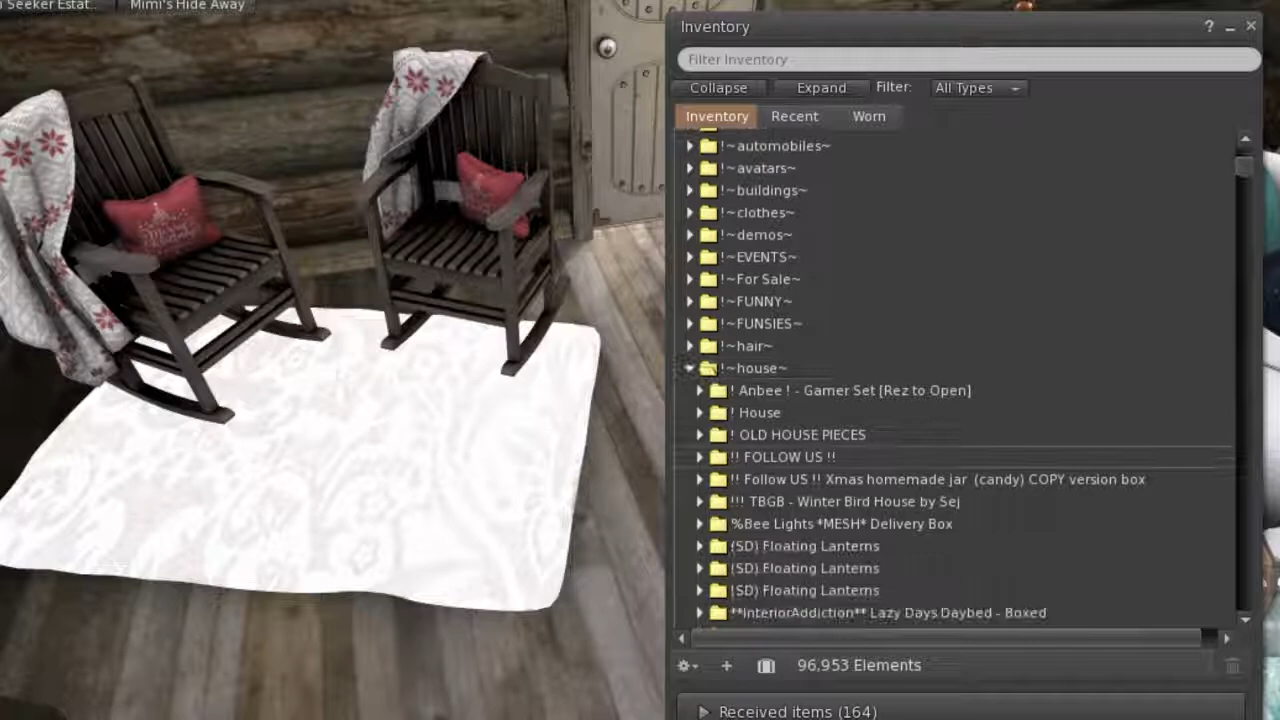 Seeker Estat..
Mimi's Hide Away
Inventory
Filter Inventory
Collapse Expand Filter: All Types
Inventory Recent Worn
!~automobiles~
!~avatars~
!~buildings~
!~clothes~
!~demos~
!~EVENTS~
!~For Sale~
!~FUNNY~
!~FUNSIES~
!~hair~
!~house~
! Anbee ! - Gamer Set [Rez to Open]
! House
! OLD HOUSE PIECES
!! FOLLOW US !!
!! Follow US !! Xmas homemade jar (candy) COPY version box
!!! TBGB - Winter Bird House by Sej
%Bee Lights *MESH* Delivery Box
(SD) Floating Lanterns
(SD) Floating Lanterns
(SD) Floating Lanterns
**InteriorAddiction** Lazy Days Daybed - Boxed
96,953 Elements
Received items (164)